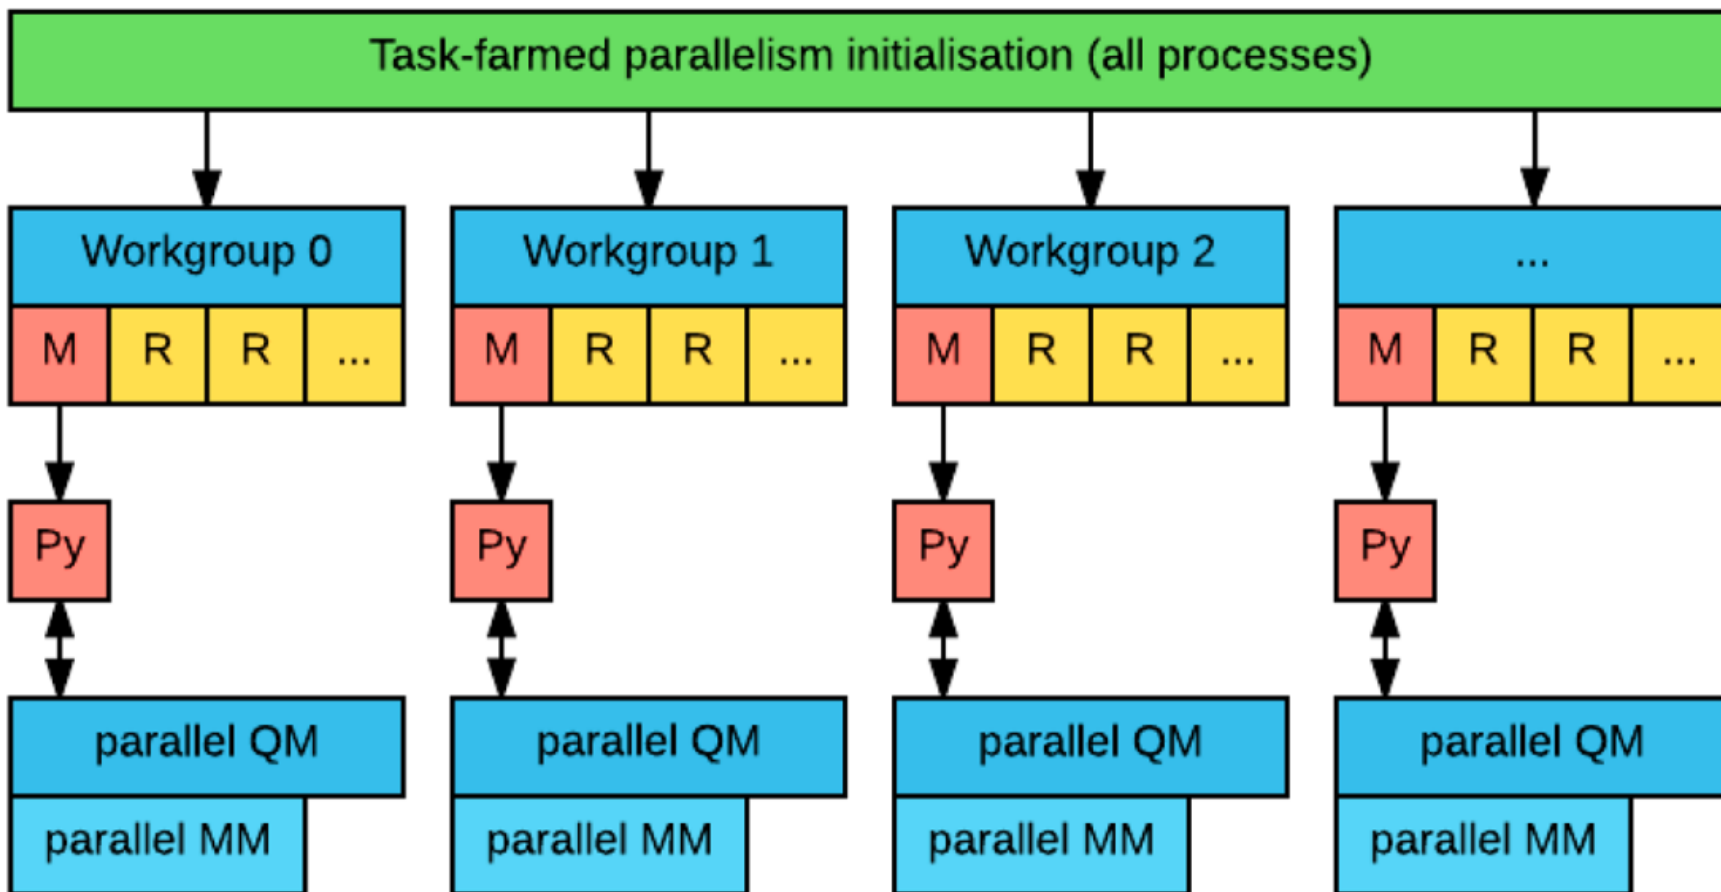 Task-farmed parallelism initialisation (all processes)
Workgroup 0 Workgroup 1 Workgroup 2 ...
M R R ... M R R ... M R R ... M R R ...
Py Py Py Py
parallel QM parallel QM parallel QM parallel QM
parallel MM parallel MM parallel MM parallel MM